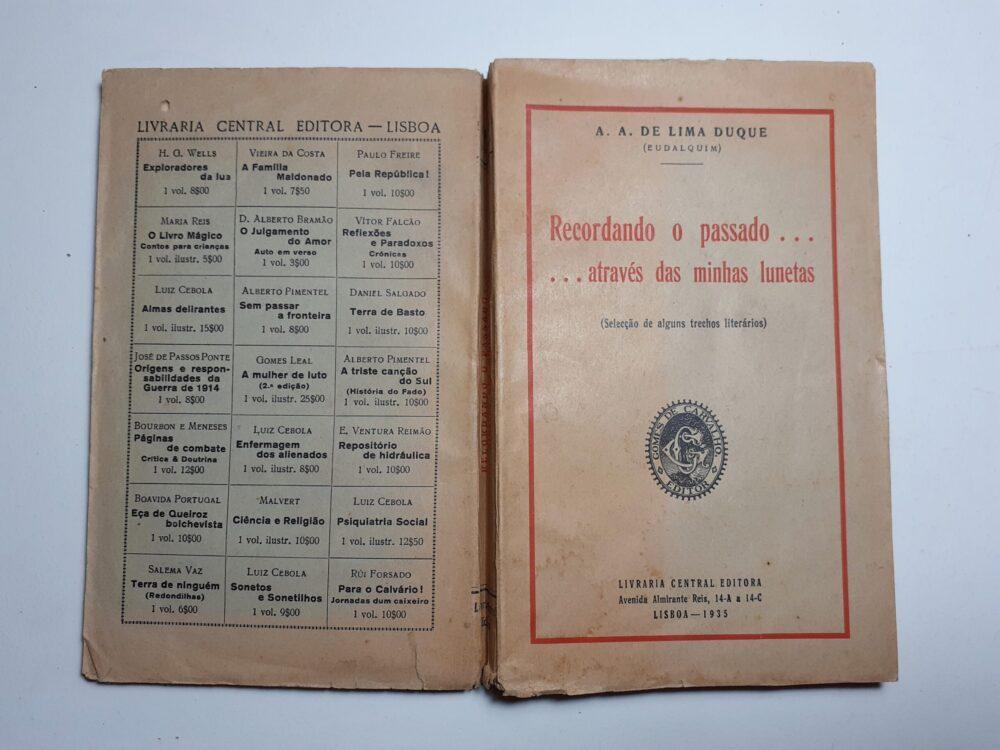 LIVRARIA CENTRAL EDITORA — LISBOA
H. G. WELLS
Exploradores
da lua
1 vol. 8$00
VIEIRA DA COSTA
A Família
Maldonado
1 vol. 7$50
PAULO FREIRE
Pela República!
1 vol. 10$00
MARIA REIS
O Livro Mágico
Contos para crianças
1 vol. ilustr. 5$00
D. ALBERTO BRAMÃO
O Julgamento
do Amor
Auto em verso
1 vol. 3$00
VÍTOR FALCÃO
Reflexões
e Paradoxos
Crónicas
1 vol. 10$00
LUIZ CEBOLA
Almas delirantes
1 vol. ilustr. 15$00
ALBERTO PIMENTEL
Sem passar
a fronteira
1 vol. 8$00
DANIEL SALGADO
Terra de Basto
1 vol. ilustr. 10$00
JOSÉ DE PASSOS PONTE
Origens e respon-
sabilidades da
Guerra de 1914
1 vol. 8$00
GOMES LEAL
A mulher de luto
(2.ª edição)
1 vol. ilustr. 25$00
ALBERTO PIMENTEL
A triste canção
do Sul
(História do Fado)
1 vol. ilustr. 10$00
BOURBON E MENESES
Páginas
de combate
Crítica & Doutrina
1 vol. 12$00
LUIZ CEBOLA
Enfermagem
dos alienados
1 vol. ilustr. 8$00
E. VENTURA REIMÃO
Repositório
de hidráulica
1 vol. 10$00
BOAVIDA PORTUGAL
Eça de Queiroz
bolchevista
1 vol. 10$00
MALVERT
Ciência e Religião
1 vol. ilustr. 10$00
LUIZ CEBOLA
Psiquiatria Social
1 vol. ilustr. 12$50
SALEMA VAZ
Terra de ninguém
(Redondilhas)
1 vol. 6$00
LUIZ CEBOLA
Sonetos
e Sonetilhos
1 vol. 9$00
RÚI FORSADO
Para o Calvário!
Jornadas dum caixeiro
1 vol. 10$00
RECORDANDO O PASSADO
A. A. DE LIMA DUQUE
(EUDALQUIM)
Recordando o passado . . .
. . . através das minhas lunetas
(Selecção de alguns trechos literários)
GOMES DE CARVALHO
EDITOR
LIVRARIA CENTRAL EDITORA
Avenida Almirante Reis, 14-A a 14-C
LISBOA — 1935